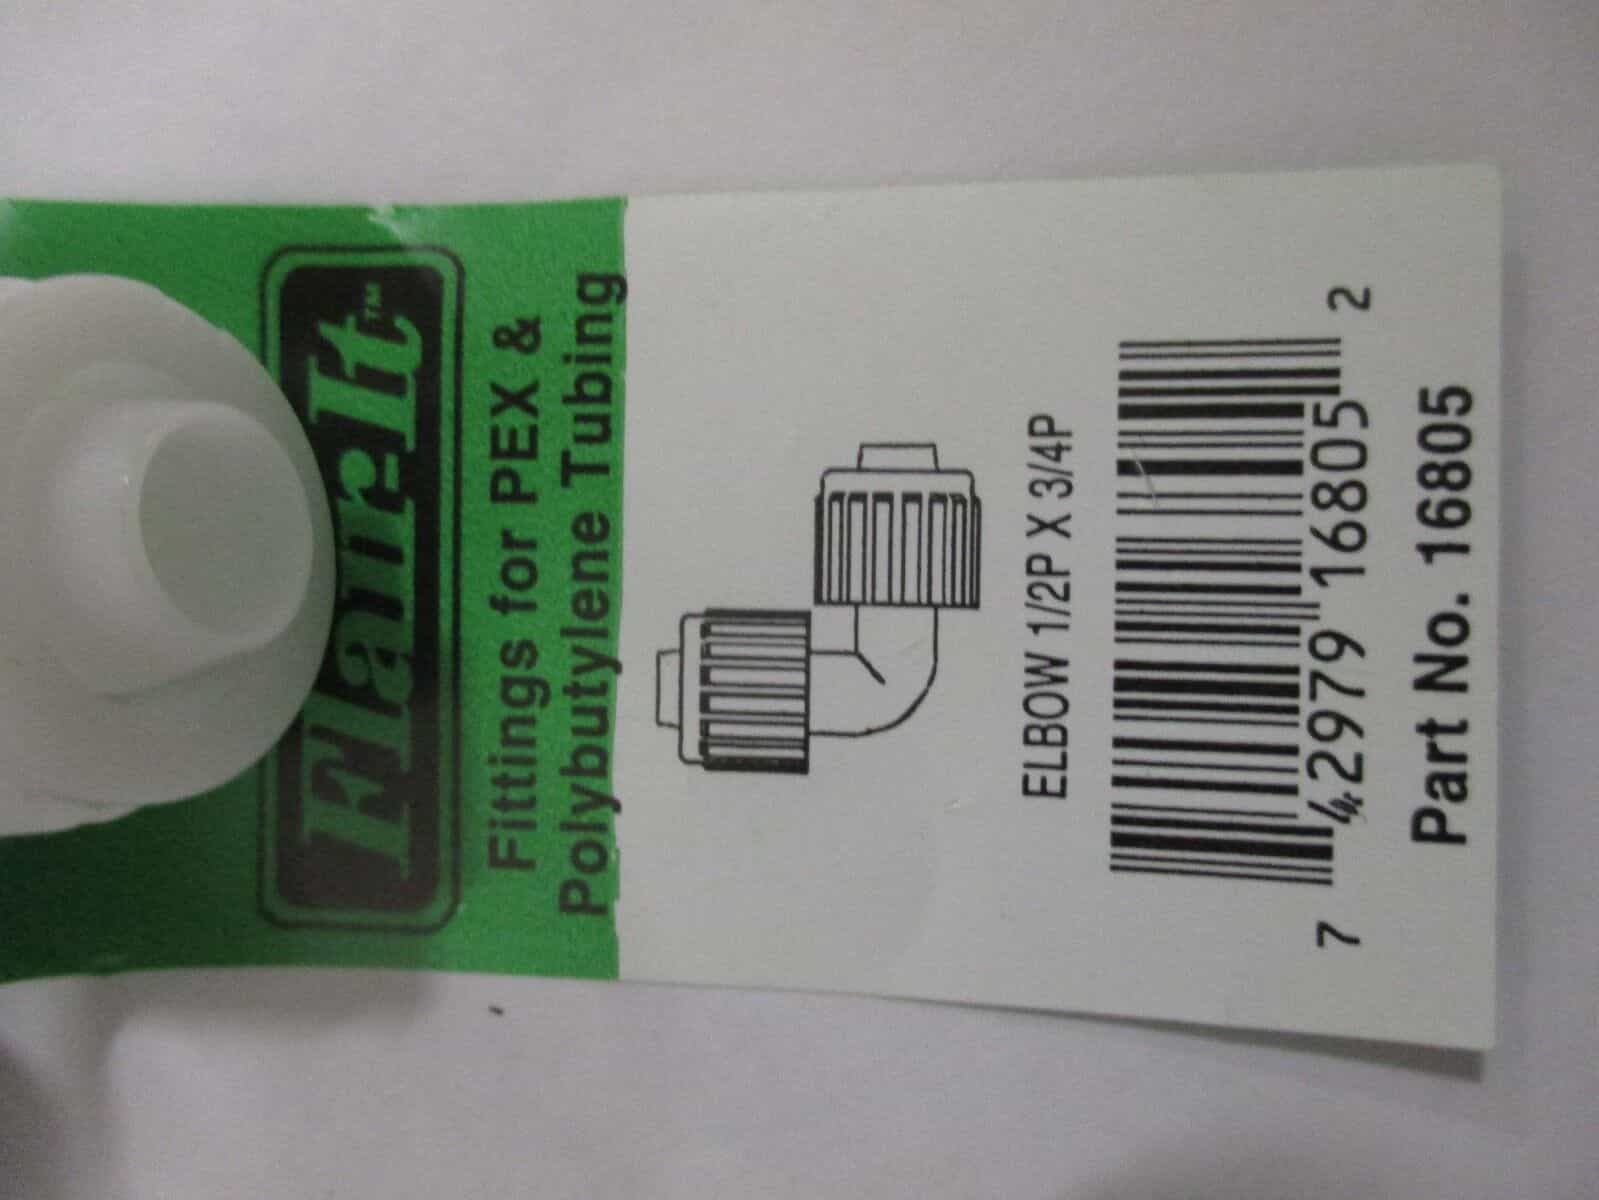 Flair It™
Fittings for PEX &
Polybutylene Tubing
ELBOW 1/2P X 3/4P
7 42979 16805 2
Part No. 16805